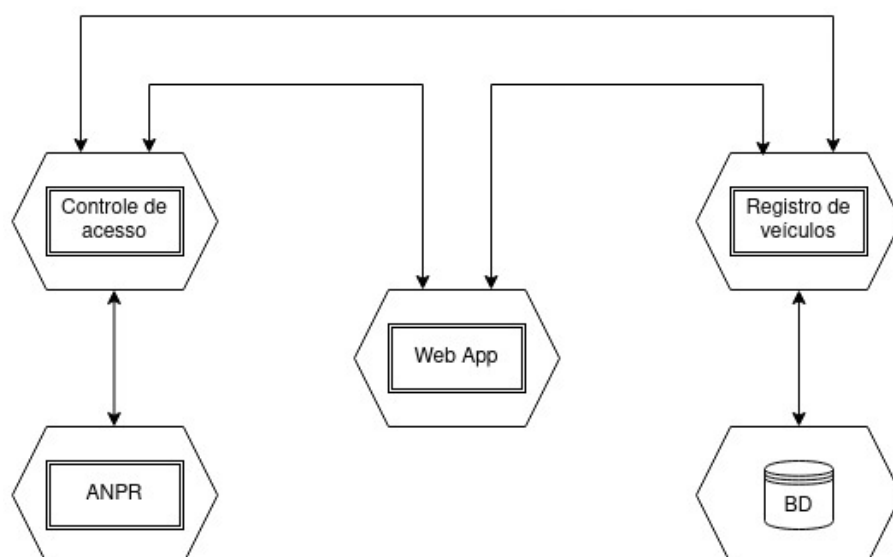 Controle de
acesso
Registro de
veículos
Web App
ANPR
BD